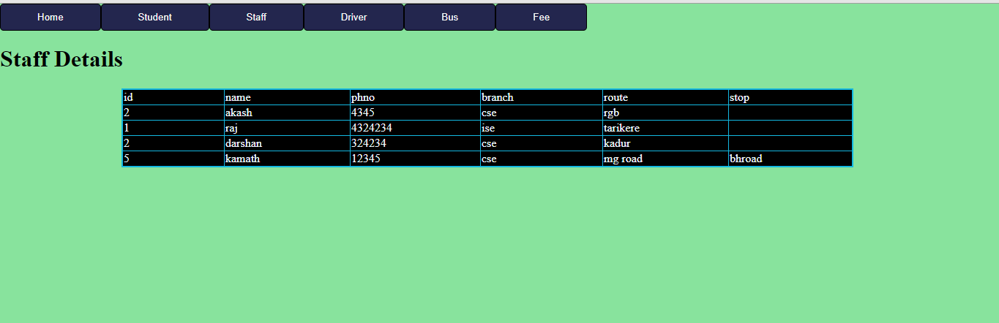 Home Student Staff Driver Bus Fee
Staff Details
id name phno branch route stop
2 akash 4345 cse rgb
1 raj 4324234 ise tarikere
2 darshan 324234 cse kadur
5 kamath 12345 cse mg road bhroad